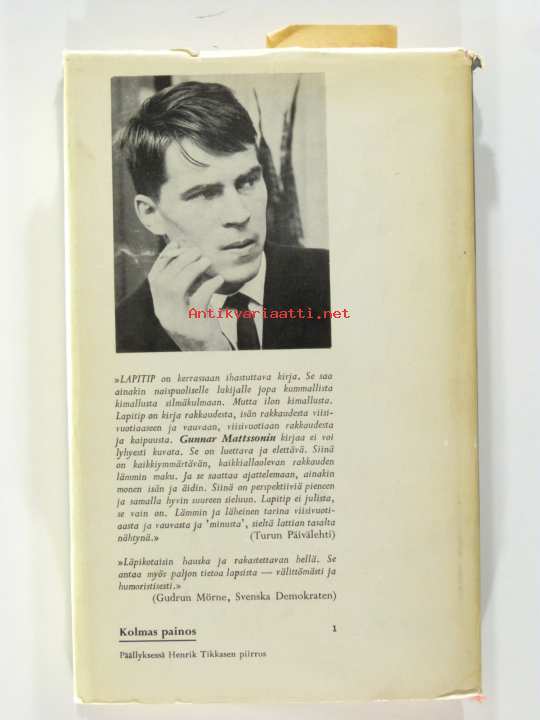 Antikvariaatti.net
»LAPITIP on kerrassaan ihastuttava kirja. Se saa
ainakin naispuoliselle lukijalle jopa kummallista
kimallusta silmäkulmaan. Mutta ilon kimallusta.
Lapitip on kirja rakkaudesta, isän rakkaudesta viisi-
vuotiaaseen ja vauvaan, viisivuotiaan rakkaudesta
ja kaipuusta. Gunnar Mattssonin kirjaa ei voi
lyhyesti kuvata. Se on luettava ja elettävä. Siinä
on kaikkiymmärtävän, kaikkiallaolevan rakkauden
lämmin maku. Ja se saattaa ajattelemaan, ainakin
monen isän ja äidin. Siinä on perspektiiviä pieneen
ja samalla hyvin suureen sieluun. Lapitip ei julista,
se vain on. Lämmin ja läheinen tarina viisivuoti-
aasta ja vauvasta ja 'minusta', sieltä lattian tasalta
nähtynä.» (Turun Päivälehti)
»Läpikotaisin hauska ja rakastettavan hellä. Se
antaa myös paljon tietoa lapsista — välittömästi ja
humoristisesti.»
(Gudrun Mörne, Svenska Demokraten)
Kolmas painos 1
Päällyksessä Henrik Tikkasen piirros